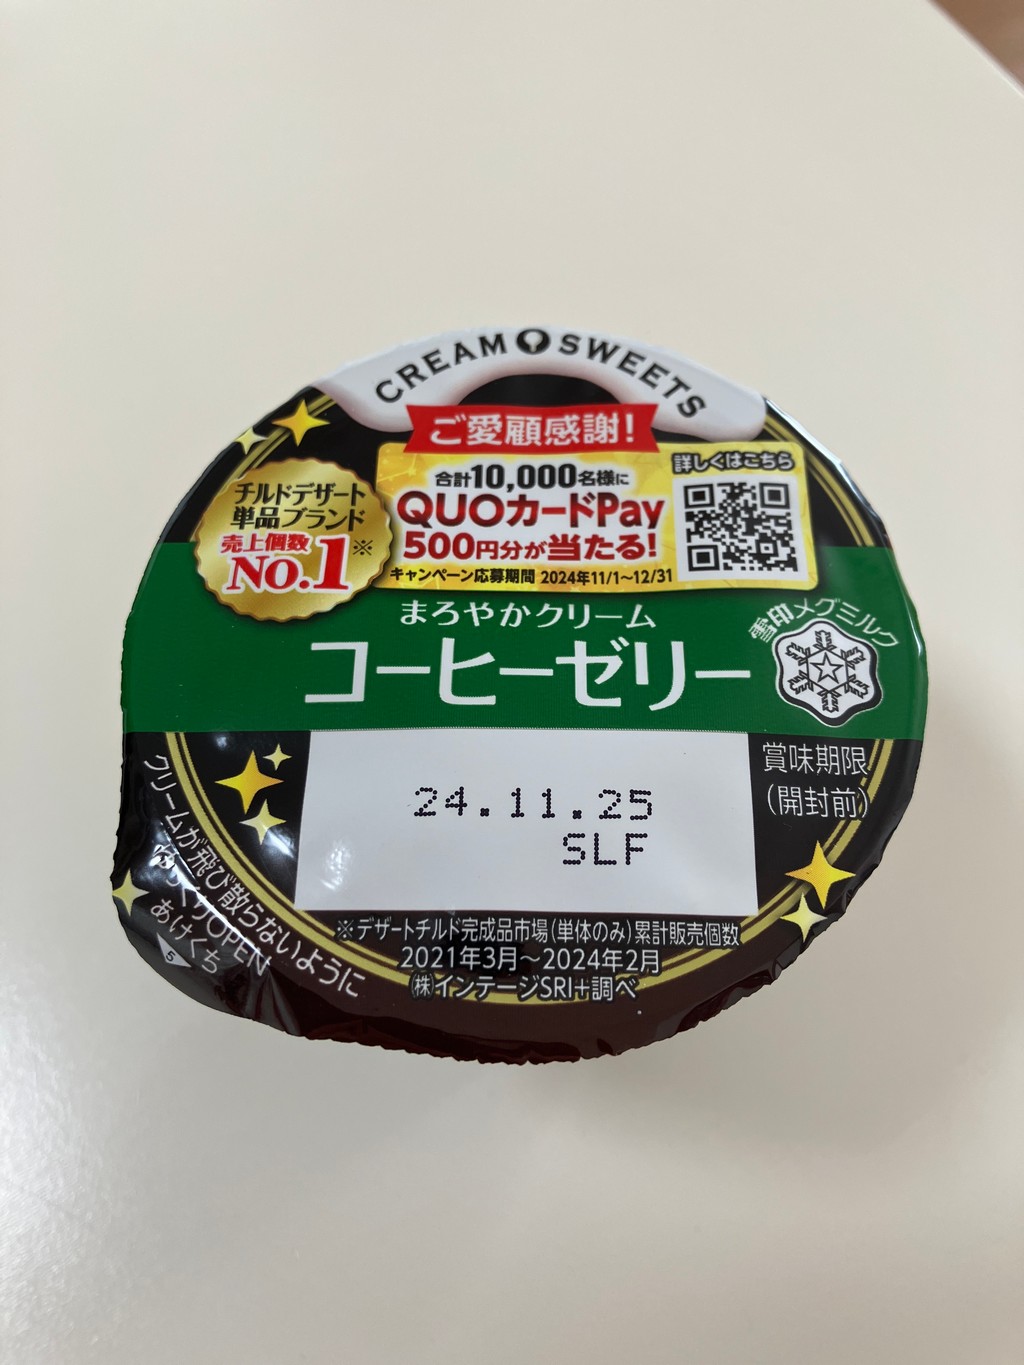 CREAM SWEETS
ご愛顧感謝!
合計10,000名様に
QUOカードPay
500円分が当たる!
キャンペーン応募期間 2024年11/1〜12/31
詳しくはこちら
チルドデザート
単品ブランド
売上個数
NO.1※
まろやかクリーム
コーヒーゼリー
雪印メグミルク
賞味期限
(開封前)
24.11.25
SLF
クリームが飛び散らないように
ゆっくりOPEN
あけくち
5
※デザートチルド完成品市場(単体のみ)累計販売個数
2021年3月〜2024年2月
㈱インテージSRI+調べ